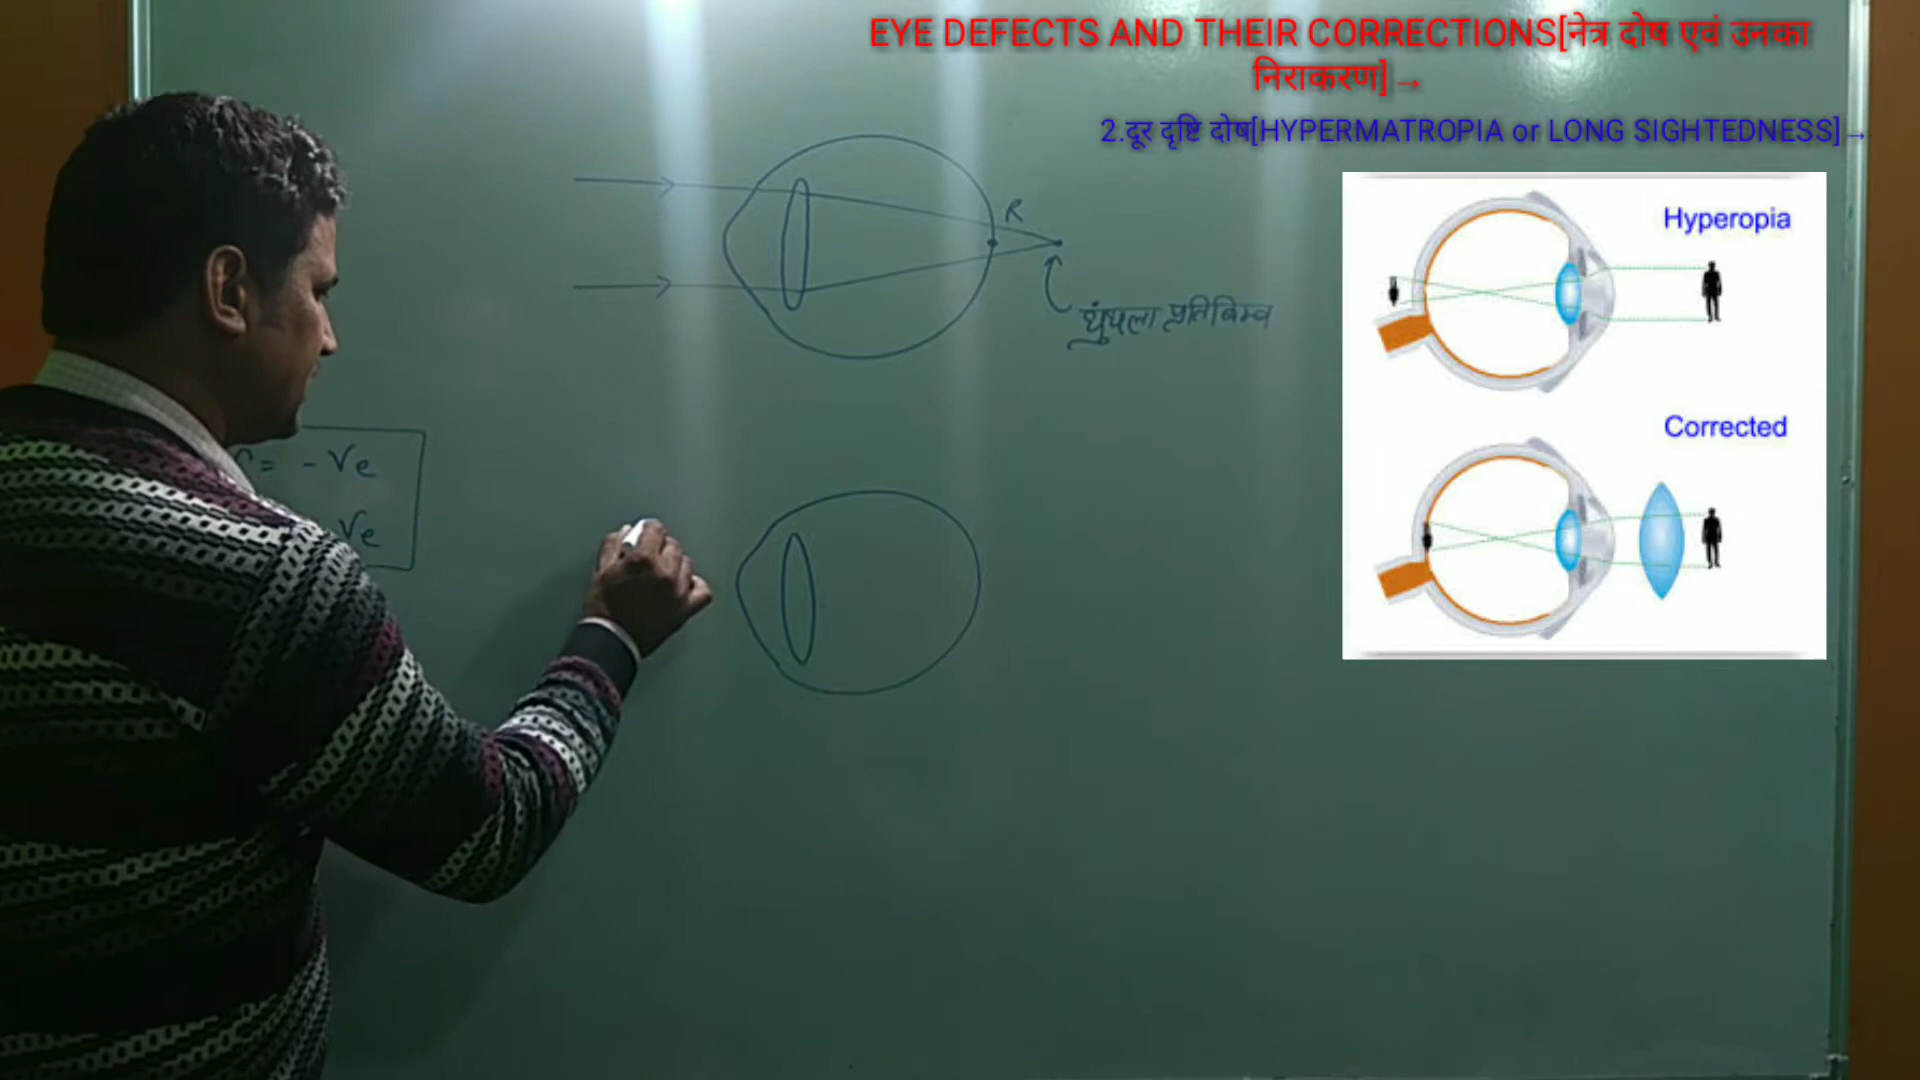 EYE DEFECTS AND THEIR CORRECTIONS[नेत्र दोष एवं उनका
निराकरण]→
2.दूर दृष्टि दोष[HYPERMATROPIA or LONG SIGHTEDNESS]→
R
धुंधला प्रतिबिम्ब
Hyperopia
Corrected
= -ve
ve